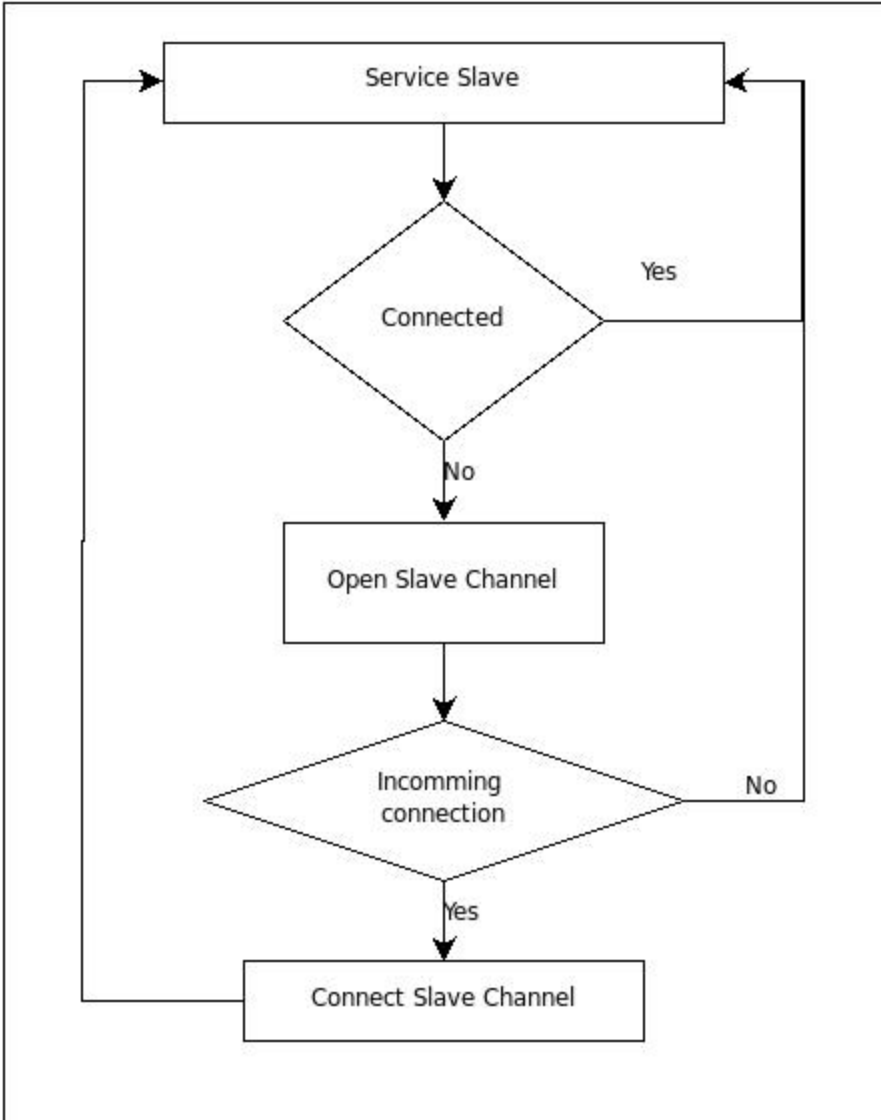 Service Slave
Yes
Connected
No
Open Slave Channel
Incomming
connection
No
Yes
Connect Slave Channel